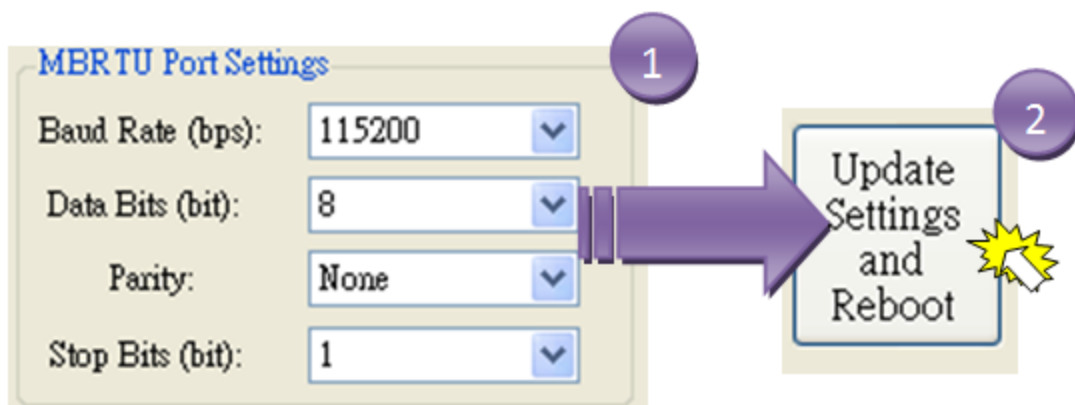 MBRTU Port Settings
1
Baud Rate (bps): 115200
Data Bits (bit): 8
Parity: None
Stop Bits (bit): 1
2
Update
Settings
and
Reboot